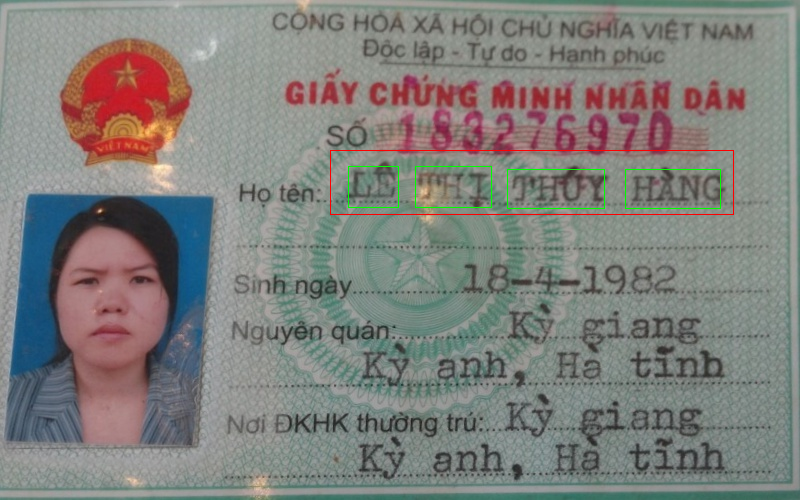 CỘNG HÒA XÃ HỘI CHỦ NGHĨA VIỆT NAM
Độc lập - Tự do - Hạnh phúc
GIẤY CHỨNG MINH NHÂN DÂN
SỐ 183276970
VIỆT NAM
Họ tên: LÊ THỊ THÚY HẰNG
Sinh ngày 18-4-1982
Nguyên quán: Kỳ giang
Kỳ anh, Hà tĩnh
Nơi ĐKHK thường trú: Kỳ giang
Kỳ anh, Hà tĩnh